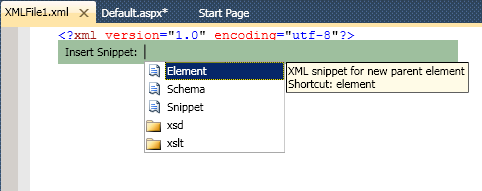 XMLFile1.xml Default.aspx* Start Page
<?xml version="1.0" encoding="utf-8"?>
Insert Snippet:
Element
XML snippet for new parent element
Shortcut: element
Schema
Snippet
xsd
xslt